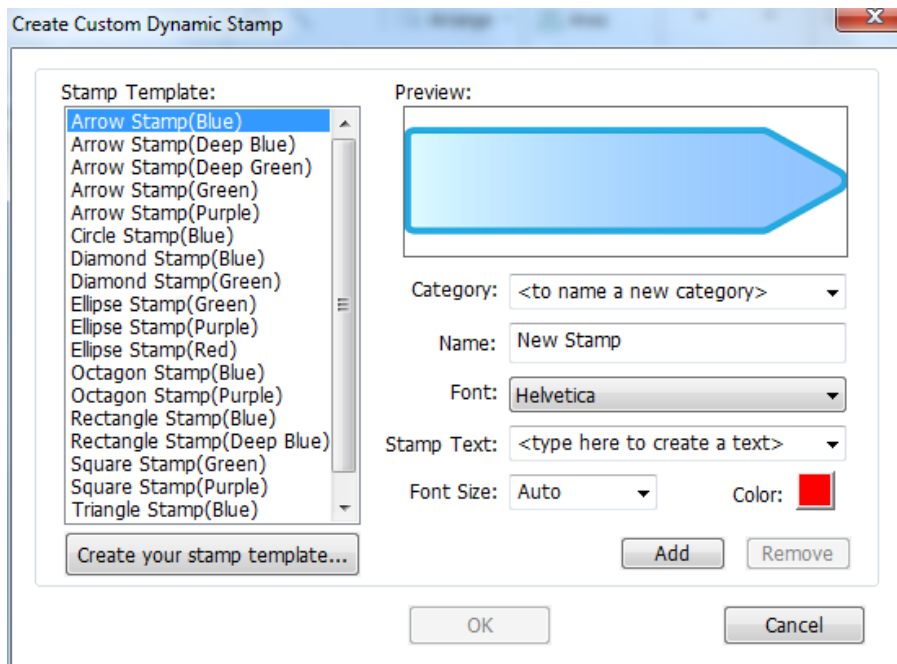 Create Custom Dynamic Stamp
Stamp Template:
Arrow Stamp(Blue)
Arrow Stamp(Deep Blue)
Arrow Stamp(Deep Green)
Arrow Stamp(Green)
Arrow Stamp(Purple)
Circle Stamp(Blue)
Diamond Stamp(Blue)
Diamond Stamp(Green)
Ellipse Stamp(Green)
Ellipse Stamp(Purple)
Ellipse Stamp(Red)
Octagon Stamp(Blue)
Octagon Stamp(Purple)
Rectangle Stamp(Blue)
Rectangle Stamp(Deep Blue)
Square Stamp(Green)
Square Stamp(Purple)
Triangle Stamp(Blue)
Create your stamp template...
Preview:
Category: <to name a new category>
Name: New Stamp
Font: Helvetica
Stamp Text: <type here to create a text>
Font Size: Auto Color:
Add Remove
OK Cancel